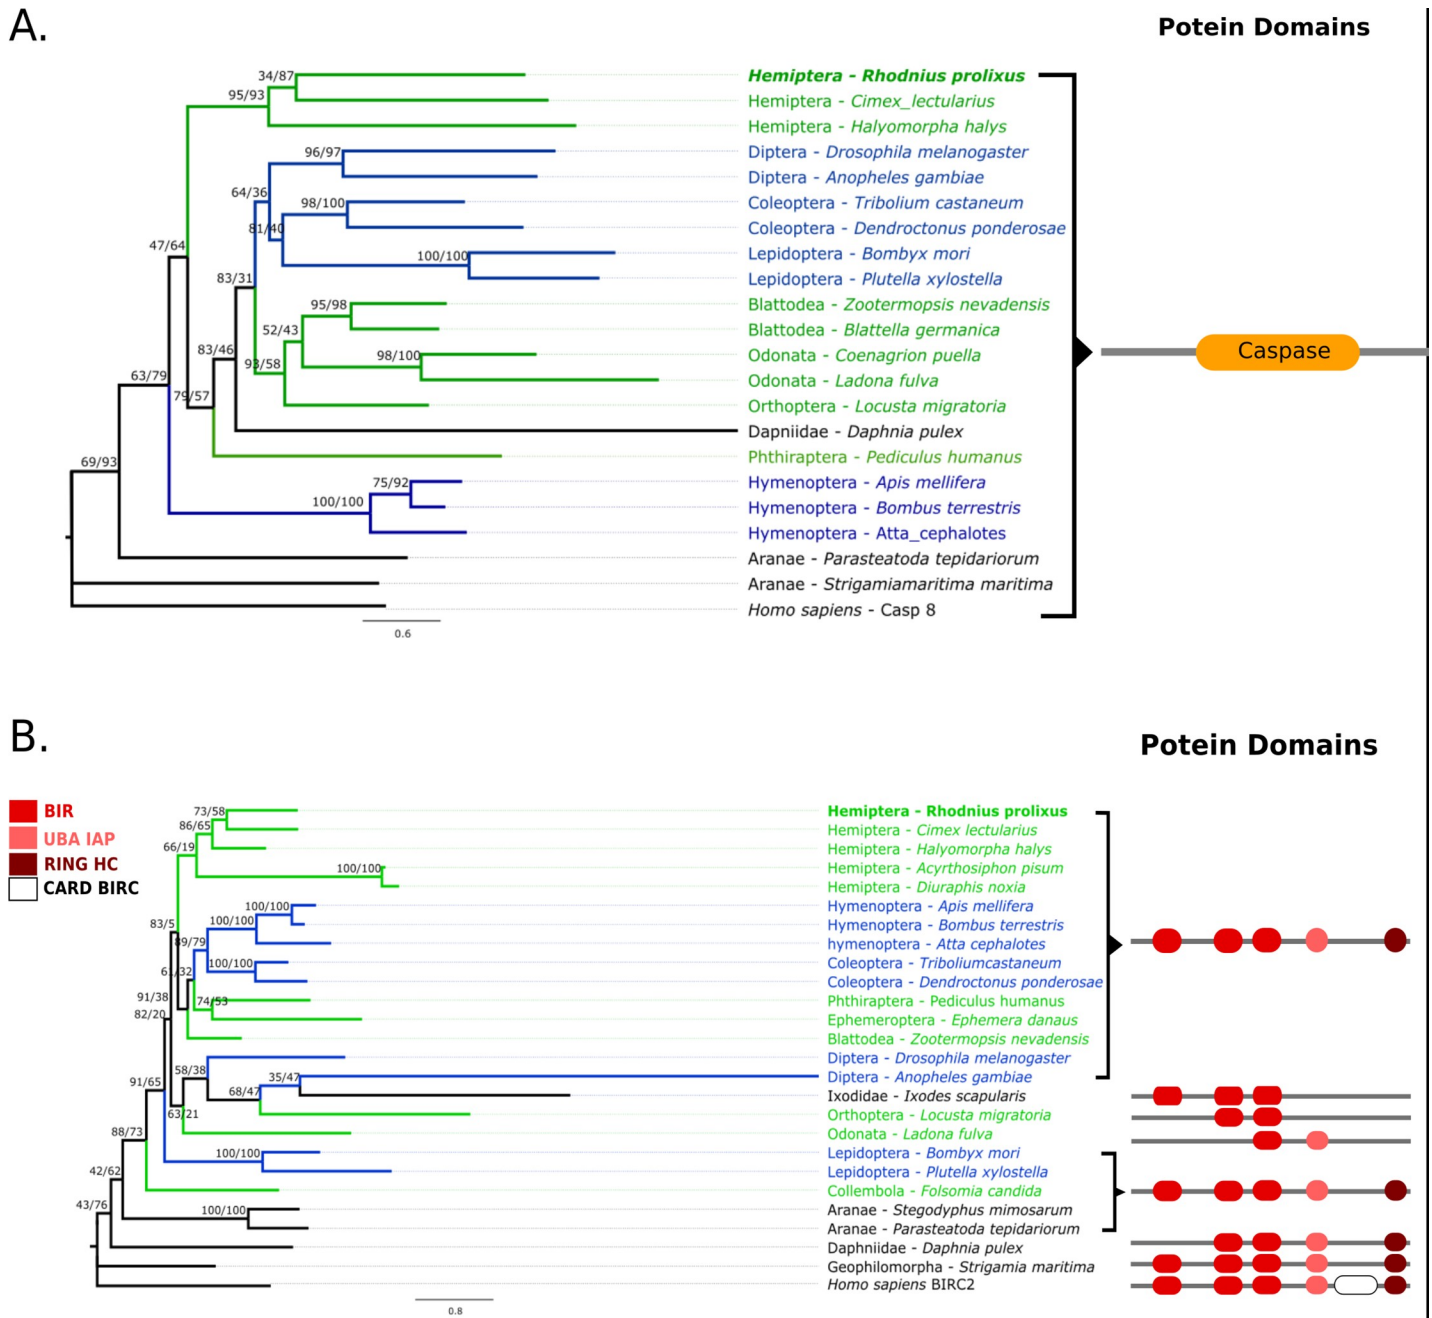 A.
Potein Domains
34/87
Hemiptera - Rhodnius prolixus
95/93
Hemiptera - Cimex_lectularius
Hemiptera - Halyomorpha halys
96/97
Diptera - Drosophila melanogaster
Diptera - Anopheles gambiae
64/36
98/100
Coleoptera - Tribolium castaneum
81/40
Coleoptera - Dendroctonus ponderosae
47/64
100/100
Lepidoptera - Bombyx mori
83/31
Lepidoptera - Plutella xylostella
95/98
Blattodea - Zootermopsis nevadensis
52/43
Blattodea - Blattella germanica
83/46
93/58
98/100
Odonata - Coenagrion puella
Caspase
63/79
Odonata - Ladona fulva
79/57
Orthoptera - Locusta migratoria
Dapniidae - Daphnia pulex
69/93
Phthiraptera - Pediculus humanus
75/92
Hymenoptera - Apis mellifera
100/100
Hymenoptera - Bombus terrestris
Hymenoptera - Atta_cephalotes
Aranae - Parasteatoda tepidariorum
Aranae - Strigamiamaritima maritima
Homo sapiens - Casp 8
0.6
B.
Potein Domains
BIR
UBA IAP
RING HC
CARD BIRC
73/58
Hemiptera - Rhodnius prolixus
86/65
Hemiptera - Cimex lectularius
66/19
Hemiptera - Halyomorpha halys
100/100
Hemiptera - Acyrthosiphon pisum
Hemiptera - Diuraphis noxia
100/100
Hymenoptera - Apis mellifera
83/5
100/100
Hymenoptera - Bombus terrestris
89/79
hymenoptera - Atta cephalotes
61/32
100/100
Coleoptera - Triboliumcastaneum
Coleoptera - Dendroctonus ponderosae
91/38
74/53
Phthiraptera - Pediculus humanus
82/20
Ephemeroptera - Ephemera danaus
Blattodea - Zootermopsis nevadensis
58/38
Diptera - Drosophila melanogaster
91/65
35/47
Diptera - Anopheles gambiae
68/47
Ixodidae - Ixodes scapularis
63/21
Orthoptera - Locusta migratoria
88/73
Odonata - Ladona fulva
100/100
Lepidoptera - Bombyx mori
42/62
Lepidoptera - Plutella xylostella
Collembola - Folsomia candida
43/76
100/100
Aranae - Stegodyphus mimosarum
Aranae - Parasteatoda tepidariorum
Daphniidae - Daphnia pulex
Geophilomorpha - Strigamia maritima
Homo sapiens BIRC2
0.8